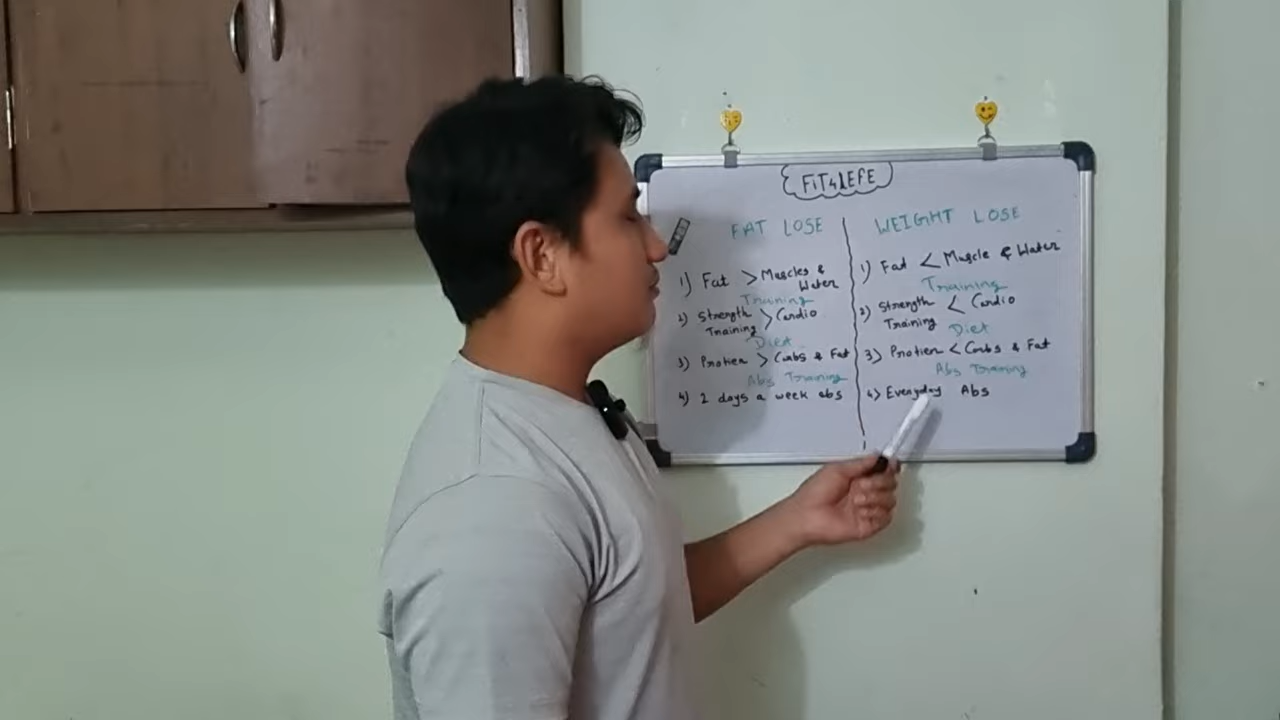 FIT4LEFE
FAT LOSE
1) Fat > Muscles &
Water
Training
2) Strength > Cardio
Training
Diet
3) Protien > Carbs & Fat
Abs Training
4) 2 days a week abs
WEIGHT LOSE
1) Fat < Muscle & Water
Training
2) Strength < Cardio
Training
Diet
3) Protien < Carbs & Fat
Abs Training
4) Everyday Abs